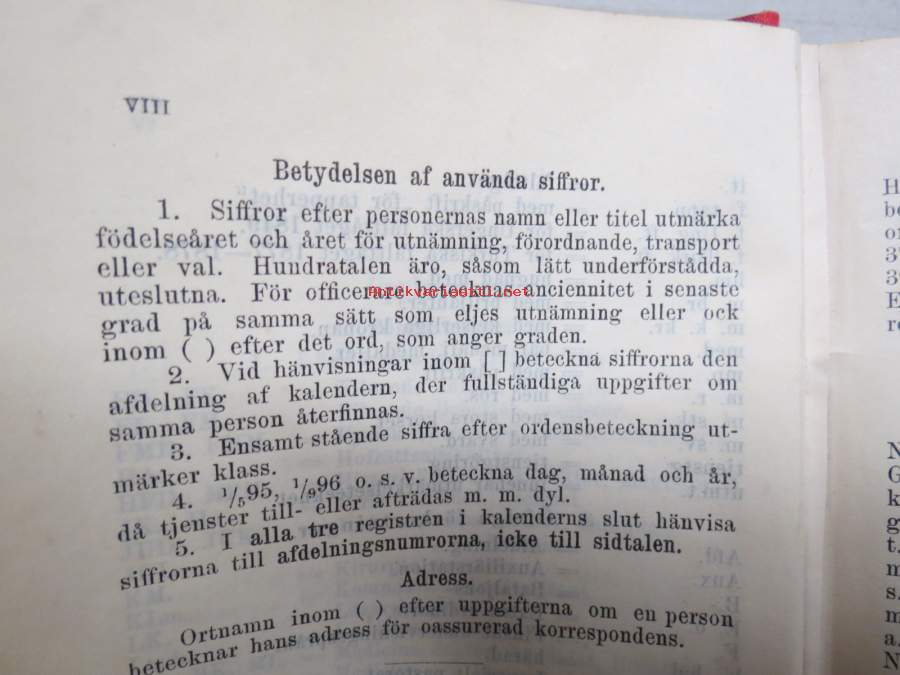 VIII
Betydelsen af använda siffror.
1. Siffror efter personernas namn eller titel utmärka
födelseåret och året för utnämning, förordnande, transport
eller val. Hundratalen äro, såsom lätt underförstådda,
uteslutna. För officerare betecknas anciennitet i senaste
antikvariaatti.net
grad på samma sätt som eljes utnämning eller ock
inom ( ) efter det ord, som anger graden.
2. Vid hänvisningar inom [ ] beteckna siffrorna den
afdelning af kalendern, der fullständiga uppgifter om
samma person återfinnas.
3. Ensamt stående siffra efter ordensbeteckning ut-
märker klass.
4. 1/5 95, 1/9 96 o. s. v. beteckna dag, månad och år,
då tjenster till- eller afträdas m. m. dyl.
5. I alla tre registren i kalenderns slut hänvisa
siffrorna till afdelningsnumrorna, icke till sidtalen.
Adress.
Ortnamn inom ( ) efter uppgifterna om en person
betecknar hans adress för oassurerad korrespondens.